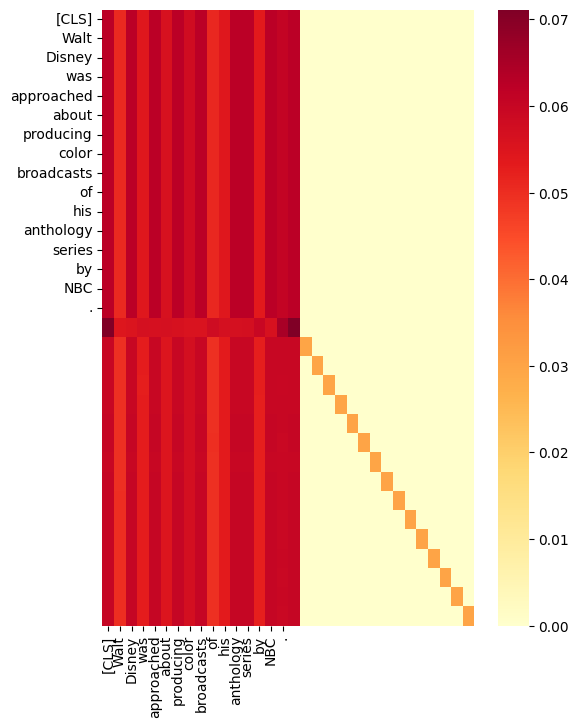 [CLS]
Walt
Disney
was
approached
about
producing
color
broadcasts
of
his
anthology
series
by
NBC
.
0.07
0.06
0.05
0.04
0.03
0.02
0.01
0.00
[CLS]
Walt
Disney
was
approached
about
producing
color
broadcasts
of
his
anthology
series
by
NBC
.